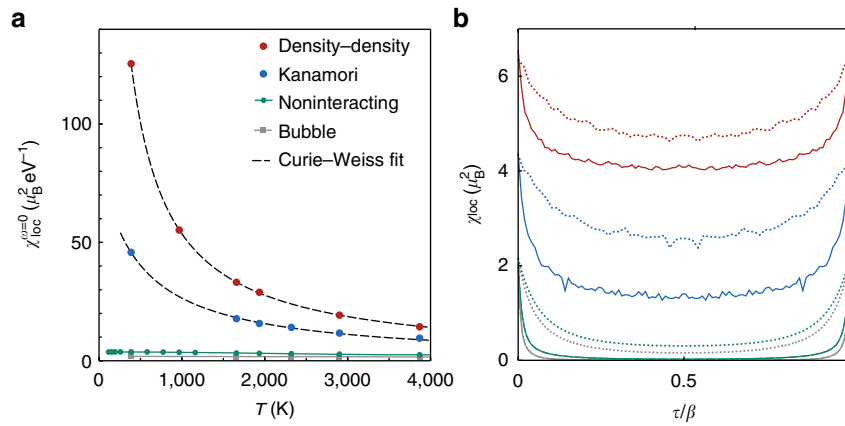 a
χ_loc^ω=0 (μ_B^2 eV^−1)
100
50
0
0
1,000
2,000
3,000
4,000
T (K)
Density–density
Kanamori
Noninteracting
Bubble
Curie–Weiss fit
b
χ_loc (μ_B^2)
6
4
2
0
0
0.5
τ/β